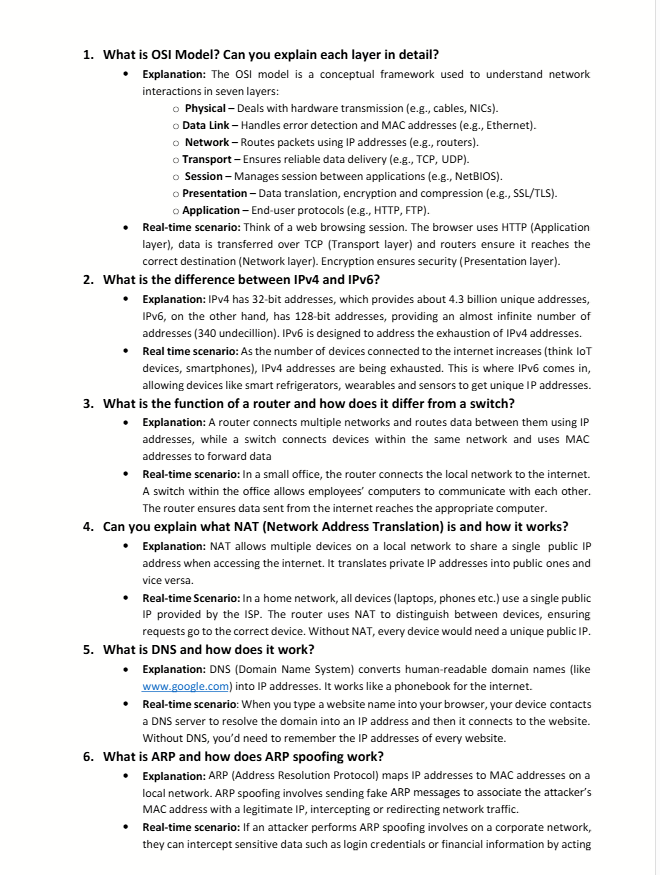 1. What is OSI Model? Can you explain each layer in detail?
• Explanation: The OSI model is a conceptual framework used to understand network
interactions in seven layers:
○ Physical – Deals with hardware transmission (e.g., cables, NICs).
○ Data Link – Handles error detection and MAC addresses (e.g., Ethernet).
○ Network – Routes packets using IP addresses (e.g., routers).
○ Transport – Ensures reliable data delivery (e.g., TCP, UDP).
○ Session – Manages session between applications (e.g., NetBIOS).
○ Presentation – Data translation, encryption and compression (e.g., SSL/TLS).
○ Application – End-user protocols (e.g., HTTP, FTP).
• Real-time scenario: Think of a web browsing session. The browser uses HTTP (Application
layer), data is transferred over TCP (Transport layer) and routers ensure it reaches the
correct destination (Network layer). Encryption ensures security (Presentation layer).
2. What is the difference between IPv4 and IPv6?
• Explanation: IPv4 has 32-bit addresses, which provides about 4.3 billion unique addresses,
IPv6, on the other hand, has 128-bit addresses, providing an almost infinite number of
addresses (340 undecillion). IPv6 is designed to address the exhaustion of IPv4 addresses.
• Real time scenario: As the number of devices connected to the internet increases (think IoT
devices, smartphones), IPv4 addresses are being exhausted. This is where IPv6 comes in,
allowing devices like smart refrigerators, wearables and sensors to get unique IP addresses.
3. What is the function of a router and how does it differ from a switch?
• Explanation: A router connects multiple networks and routes data between them using IP
addresses, while a switch connects devices within the same network and uses MAC
addresses to forward data
• Real-time scenario: In a small office, the router connects the local network to the internet.
A switch within the office allows employees' computers to communicate with each other.
The router ensures data sent from the internet reaches the appropriate computer.
4. Can you explain what NAT (Network Address Translation) is and how it works?
• Explanation: NAT allows multiple devices on a local network to share a single public IP
address when accessing the internet. It translates private IP addresses into public ones and
vice versa.
• Real-time Scenario: In a home network, all devices (laptops, phones etc.) use a single public
IP provided by the ISP. The router uses NAT to distinguish between devices, ensuring
requests go to the correct device. Without NAT, every device would need a unique public IP.
5. What is DNS and how does it work?
• Explanation: DNS (Domain Name System) converts human-readable domain names (like
www.google.com) into IP addresses. It works like a phonebook for the internet.
• Real-time scenario: When you type a website name into your browser, your device contacts
a DNS server to resolve the domain into an IP address and then it connects to the website.
Without DNS, you'd need to remember the IP addresses of every website.
6. What is ARP and how does ARP spoofing work?
• Explanation: ARP (Address Resolution Protocol) maps IP addresses to MAC addresses on a
local network. ARP spoofing involves sending fake ARP messages to associate the attacker's
MAC address with a legitimate IP, intercepting or redirecting network traffic.
• Real-time scenario: If an attacker performs ARP spoofing involves on a corporate network,
they can intercept sensitive data such as login credentials or financial information by acting